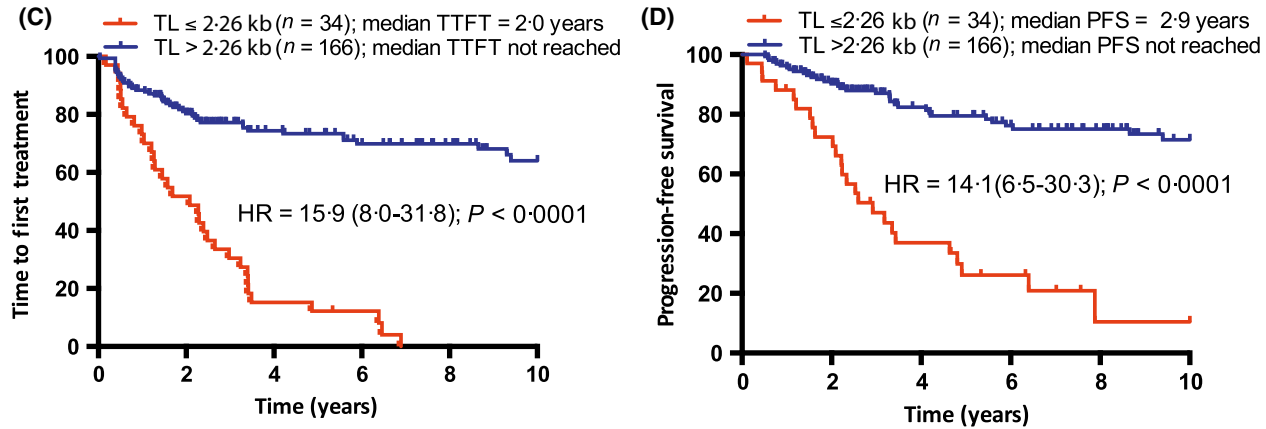 (C)
TL ≤ 2·26 kb (n = 34); median TTFT = 2·0 years
TL > 2·26 kb (n = 166); median TTFT not reached
100
80
60
40
20
0
Time to first treatment
HR = 15·9 (8·0-31·8); P < 0·0001
0 2 4 6 8 10
Time (years)
(D)
TL ≤2·26 kb (n = 34); median PFS = 2·9 years
TL >2·26 kb (n = 166); median PFS not reached
100
80
60
40
20
0
Progression-free survival
HR = 14·1(6·5-30·3); P < 0·0001
0 2 4 6 8 10
Time (years)